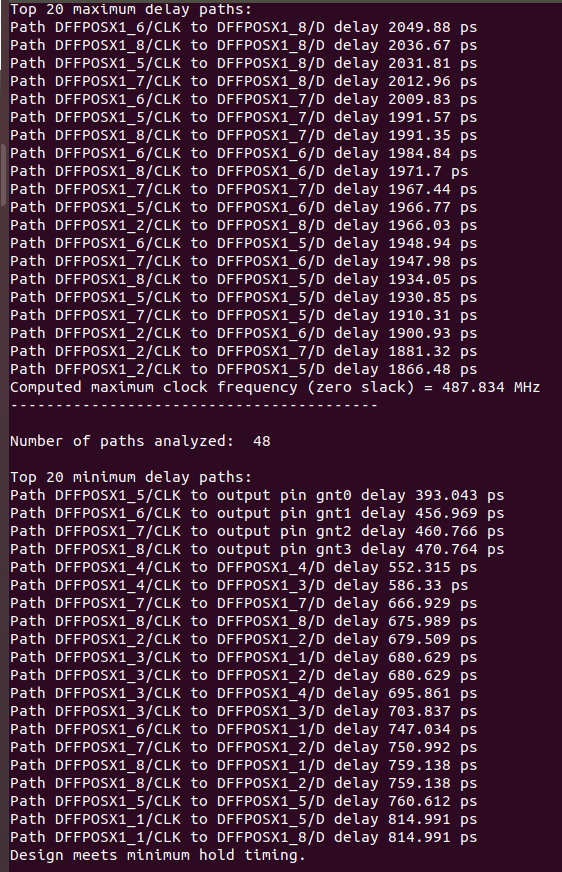 Top 20 maximum delay paths:
Path DFFPOSX1_6/CLK to DFFPOSX1_8/D delay 2049.88 ps
Path DFFPOSX1_8/CLK to DFFPOSX1_8/D delay 2036.67 ps
Path DFFPOSX1_5/CLK to DFFPOSX1_8/D delay 2031.81 ps
Path DFFPOSX1_7/CLK to DFFPOSX1_8/D delay 2012.96 ps
Path DFFPOSX1_6/CLK to DFFPOSX1_7/D delay 2009.83 ps
Path DFFPOSX1_5/CLK to DFFPOSX1_7/D delay 1991.57 ps
Path DFFPOSX1_8/CLK to DFFPOSX1_7/D delay 1991.35 ps
Path DFFPOSX1_6/CLK to DFFPOSX1_6/D delay 1984.84 ps
Path DFFPOSX1_8/CLK to DFFPOSX1_6/D delay 1971.7 ps
Path DFFPOSX1_7/CLK to DFFPOSX1_7/D delay 1967.44 ps
Path DFFPOSX1_5/CLK to DFFPOSX1_6/D delay 1966.77 ps
Path DFFPOSX1_2/CLK to DFFPOSX1_8/D delay 1966.03 ps
Path DFFPOSX1_6/CLK to DFFPOSX1_5/D delay 1948.94 ps
Path DFFPOSX1_7/CLK to DFFPOSX1_6/D delay 1947.98 ps
Path DFFPOSX1_8/CLK to DFFPOSX1_5/D delay 1934.05 ps
Path DFFPOSX1_5/CLK to DFFPOSX1_5/D delay 1930.85 ps
Path DFFPOSX1_7/CLK to DFFPOSX1_5/D delay 1910.31 ps
Path DFFPOSX1_2/CLK to DFFPOSX1_6/D delay 1900.93 ps
Path DFFPOSX1_2/CLK to DFFPOSX1_7/D delay 1881.32 ps
Path DFFPOSX1_2/CLK to DFFPOSX1_5/D delay 1866.48 ps
Computed maximum clock frequency (zero slack) = 487.834 MHz
-----------------------------------------
Number of paths analyzed:  48
Top 20 minimum delay paths:
Path DFFPOSX1_5/CLK to output pin gnt0 delay 393.043 ps
Path DFFPOSX1_6/CLK to output pin gnt1 delay 456.969 ps
Path DFFPOSX1_7/CLK to output pin gnt2 delay 460.766 ps
Path DFFPOSX1_8/CLK to output pin gnt3 delay 470.764 ps
Path DFFPOSX1_4/CLK to DFFPOSX1_4/D delay 552.315 ps
Path DFFPOSX1_4/CLK to DFFPOSX1_3/D delay 586.33 ps
Path DFFPOSX1_7/CLK to DFFPOSX1_7/D delay 666.929 ps
Path DFFPOSX1_8/CLK to DFFPOSX1_8/D delay 675.989 ps
Path DFFPOSX1_2/CLK to DFFPOSX1_2/D delay 679.509 ps
Path DFFPOSX1_3/CLK to DFFPOSX1_1/D delay 680.629 ps
Path DFFPOSX1_3/CLK to DFFPOSX1_2/D delay 680.629 ps
Path DFFPOSX1_3/CLK to DFFPOSX1_4/D delay 695.861 ps
Path DFFPOSX1_3/CLK to DFFPOSX1_3/D delay 703.837 ps
Path DFFPOSX1_6/CLK to DFFPOSX1_1/D delay 747.034 ps
Path DFFPOSX1_7/CLK to DFFPOSX1_2/D delay 750.992 ps
Path DFFPOSX1_8/CLK to DFFPOSX1_1/D delay 759.138 ps
Path DFFPOSX1_8/CLK to DFFPOSX1_2/D delay 759.138 ps
Path DFFPOSX1_5/CLK to DFFPOSX1_5/D delay 760.612 ps
Path DFFPOSX1_1/CLK to DFFPOSX1_5/D delay 814.991 ps
Path DFFPOSX1_1/CLK to DFFPOSX1_8/D delay 814.991 ps
Design meets minimum hold timing.